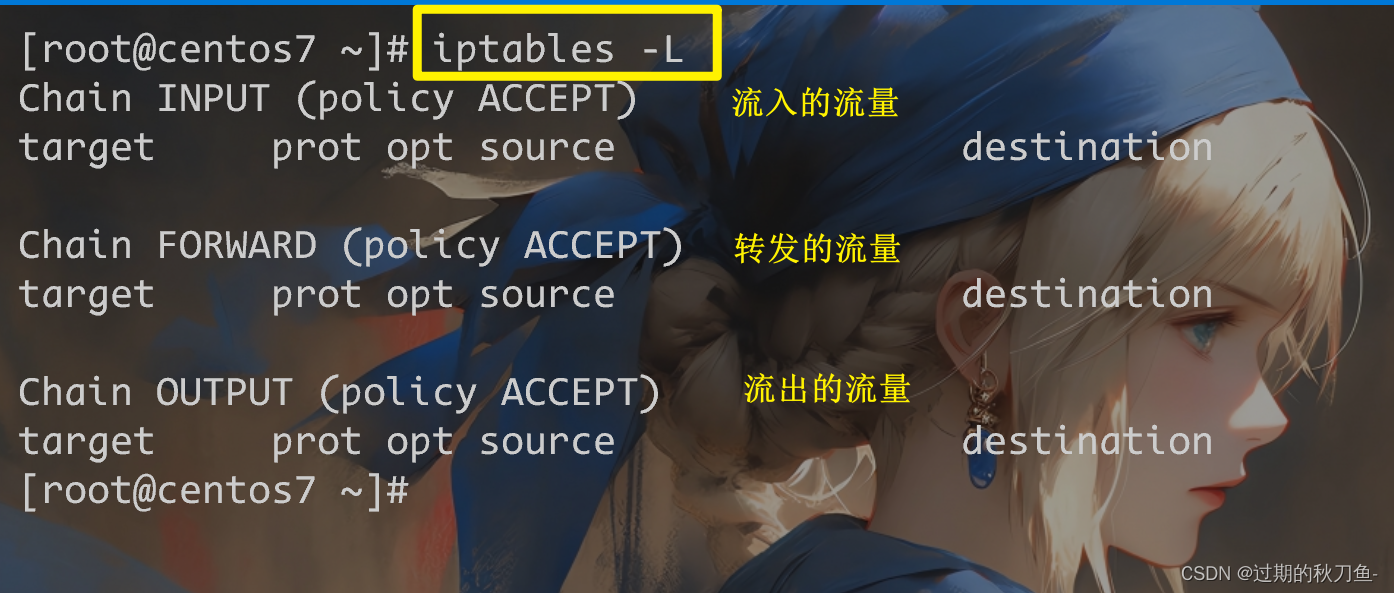 [root@centos7 ~]# iptables -L
Chain INPUT (policy ACCEPT) 流入的流量
target prot opt source destination
Chain FORWARD (policy ACCEPT) 转发的流量
target prot opt source destination
Chain OUTPUT (policy ACCEPT) 流出的流量
target prot opt source destination
[root@centos7 ~]#
CSDN @过期的秋刀鱼-